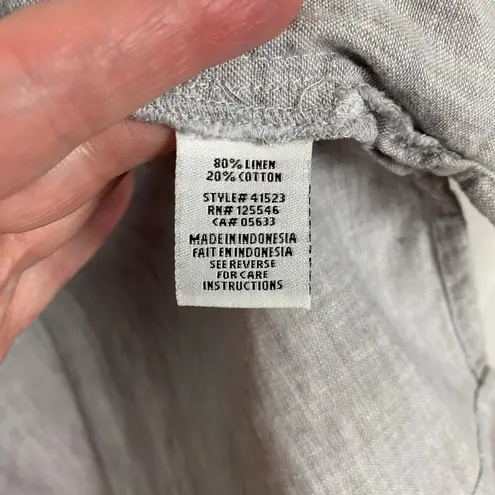 80% LINEN
20% COTTON
STYLE# 41523
RN# 125546
CA# 05633
MADE IN INDONESIA
FAIT EN INDONESIA
SEE REVERSE
FOR CARE
INSTRUCTIONS